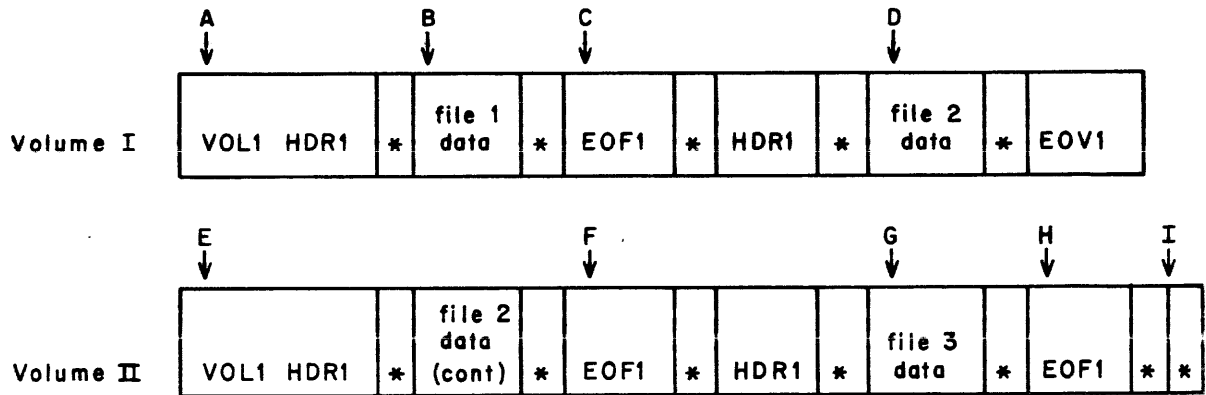 A B C D
Volume I VOL1 HDR1 * file 1 data * EOF1 * HDR1 * file 2 data * EOV1
E F G H I
Volume II VOL1 HDR1 * file 2 data (cont) * EOF1 * HDR1 * file 3 data * EOF1 * *